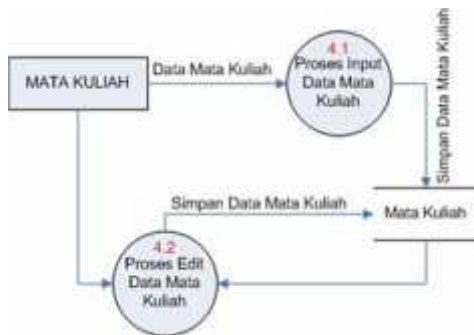 4.1
Proses Input
Data Mata
Kuliah
Data Mata Kuliah
MATA KULIAH
Simpan Data Mata Kuliah
Simpan Data Mata Kuliah
Mata Kuliah
4.2
Proses Edit
Data Mata
Kuliah